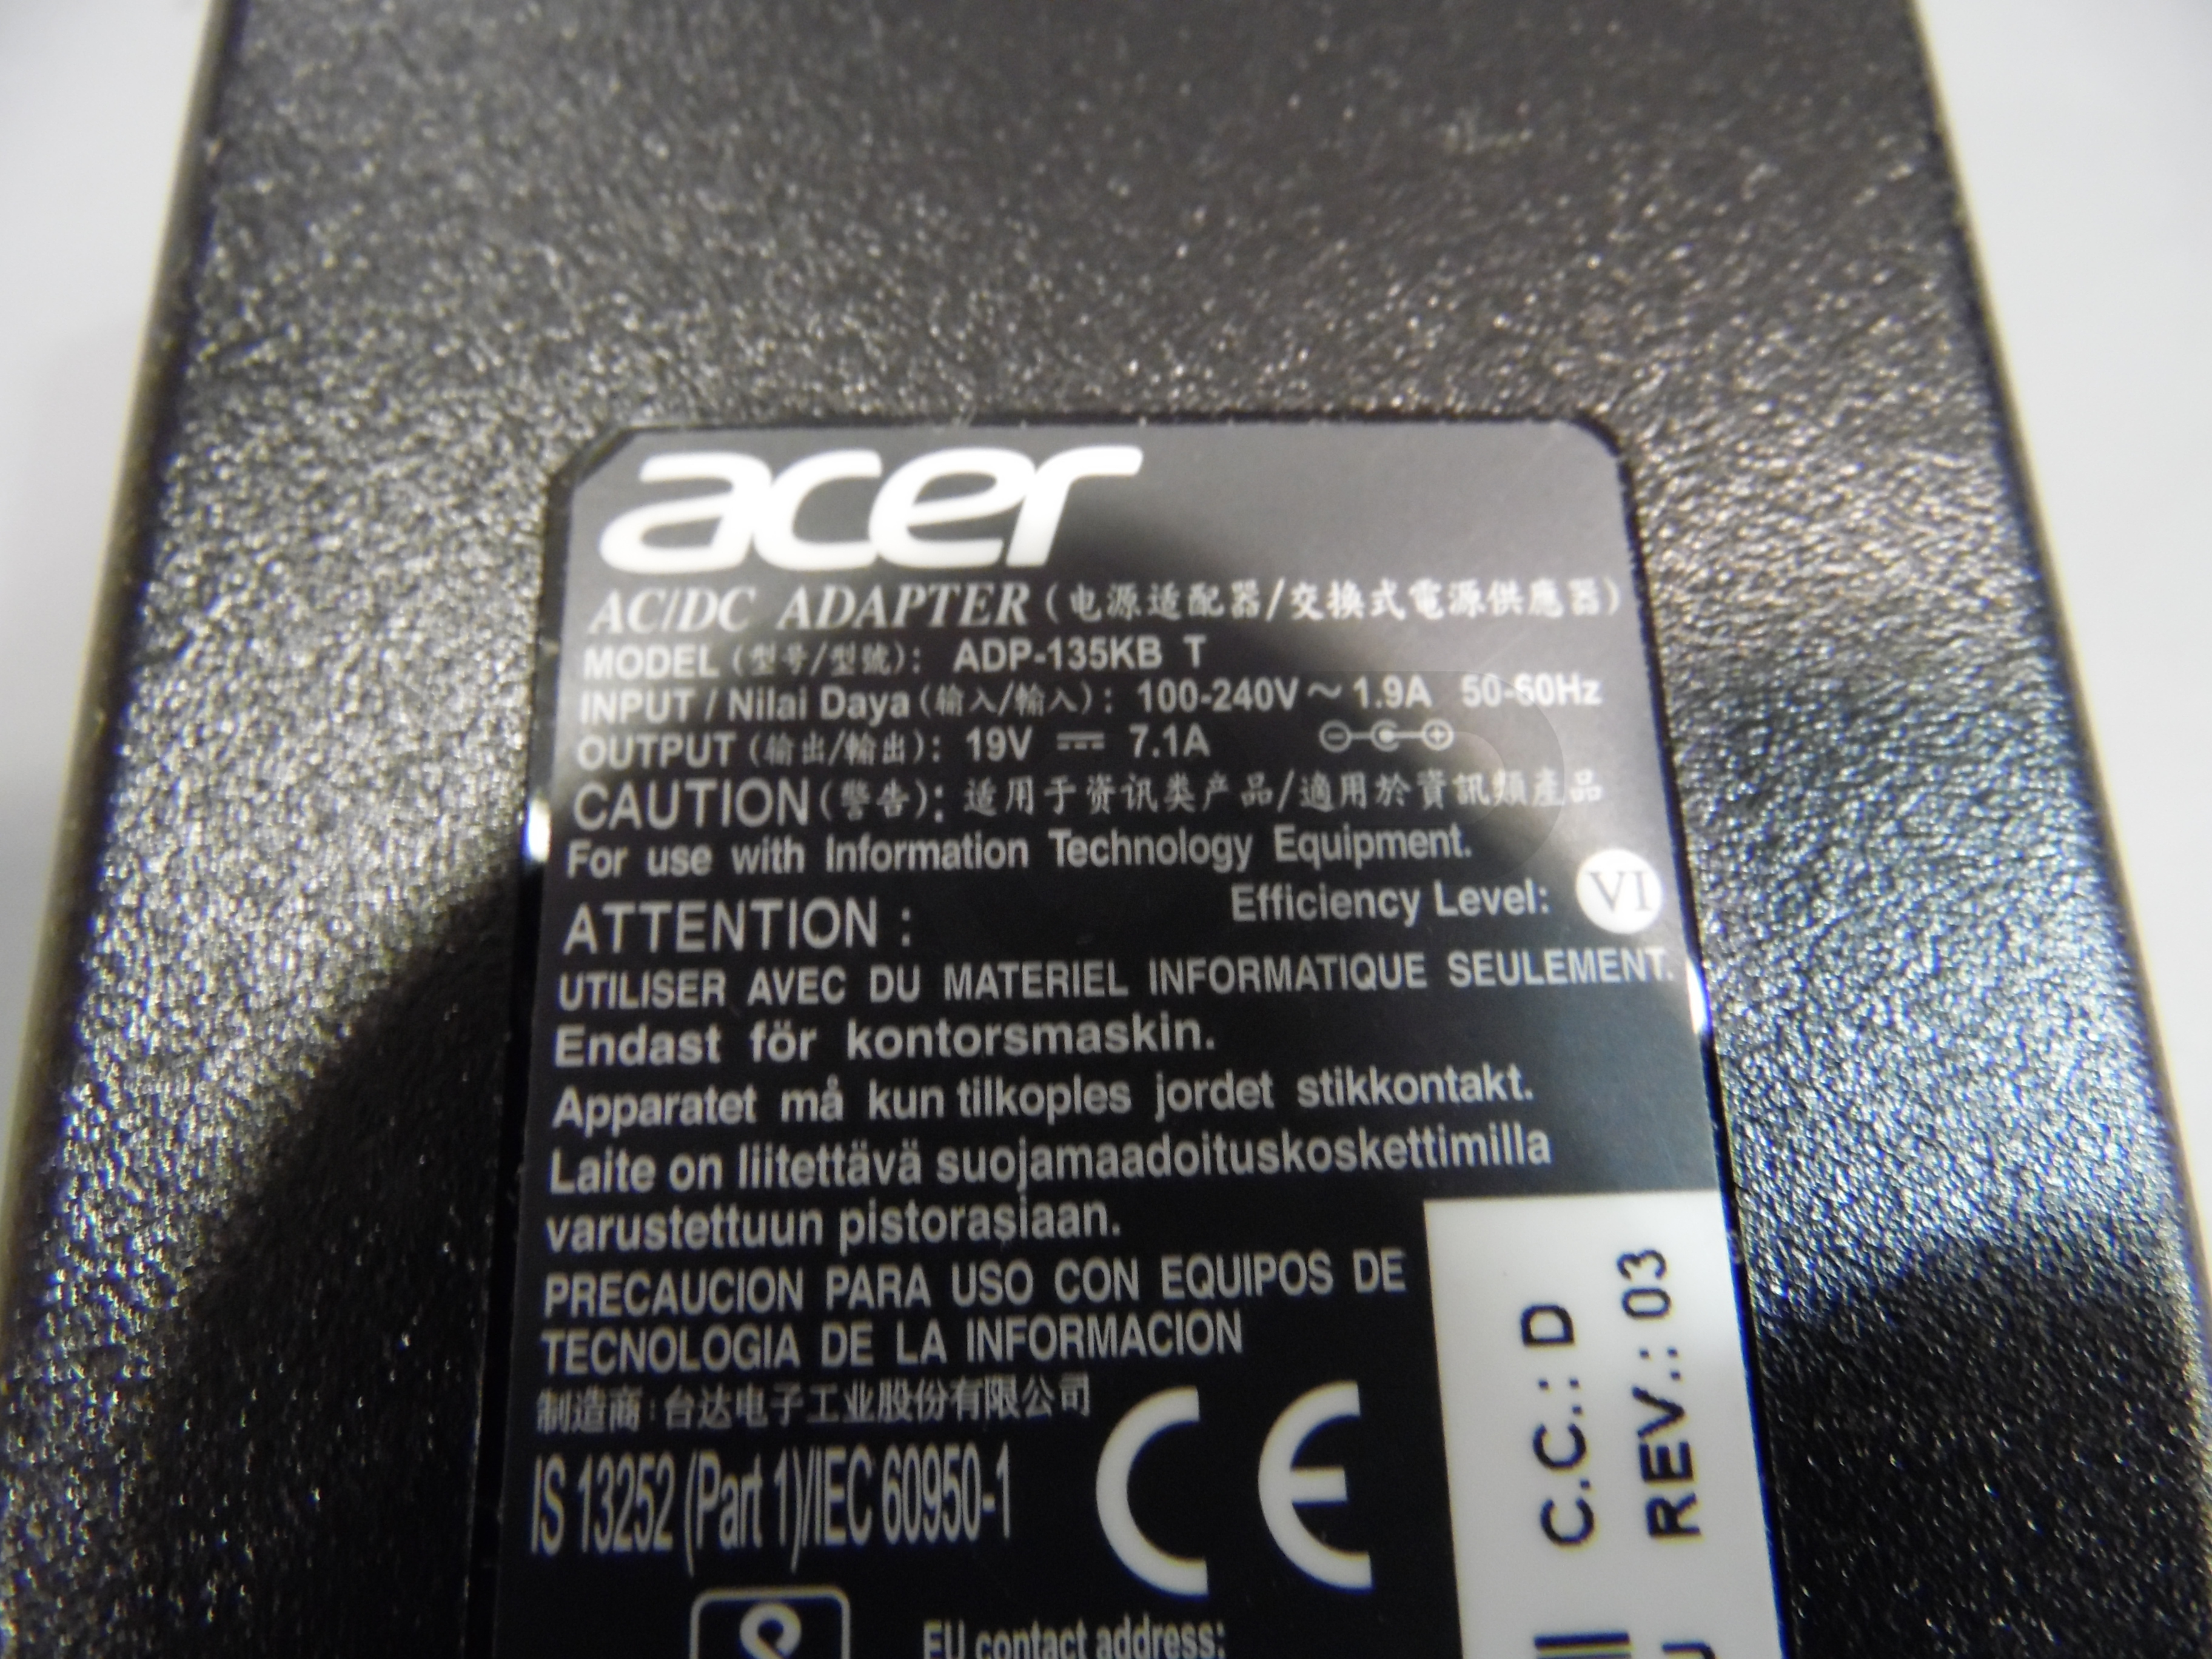 acer
AC/DC ADAPTER (电源适配器/交換式電源供應器)
MODEL (型号/型號): ADP-135KB T
INPUT / Nilai Daya (输入/輸入): 100-240V ~ 1.9A 50-60Hz
OUTPUT (输出/輸出): 19V ⎓ 7.1A
CAUTION (警告): 适用于资讯类产品/適用於資訊類產品
For use with Information Technology Equipment.
Efficiency Level: VI
ATTENTION :
UTILISER AVEC DU MATERIEL INFORMATIQUE SEULEMENT.
Endast för kontorsmaskin.
Apparatet må kun tilkoples jordet stikkontakt.
Laite on liitettävä suojamaadoituskoskettimilla
varustettuun pistorasiaan.
PRECAUCION PARA USO CON EQUIPOS DE
TECNOLOGIA DE LA INFORMACION
制造商:台达电子工业股份有限公司
IS 13252 (Part 1)/IEC 60950-1
CE
EU contact address:
C.C.: D
REV.: 03